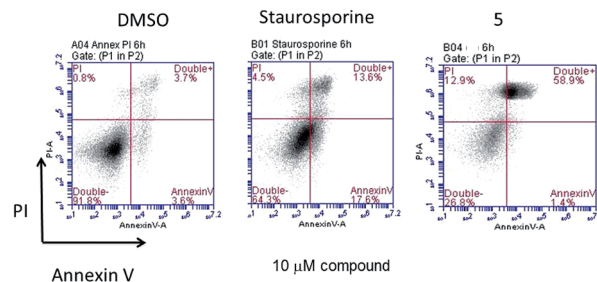 DMSO
Staurosporine
5
A04 Annex PI 6h
Gate: (P1 in P2)
PI
0.8%
Double+
3.7%
Double-
91.8%
AnnexinV
3.6%
PI-A
AnnexinV-A
B01 Staurosporine 6h
Gate: (P1 in P2)
PI
4.5%
Double+
13.6%
Double-
64.3%
AnnexinV
17.6%
AnnexinV-A
B04 6h
Gate: (P1 in P2)
PI
12.9%
Double+
58.9%
Double-
26.8%
AnnexinV
1.4%
PI-A
AnnexinV-A
PI
Annexin V
10 μM compound